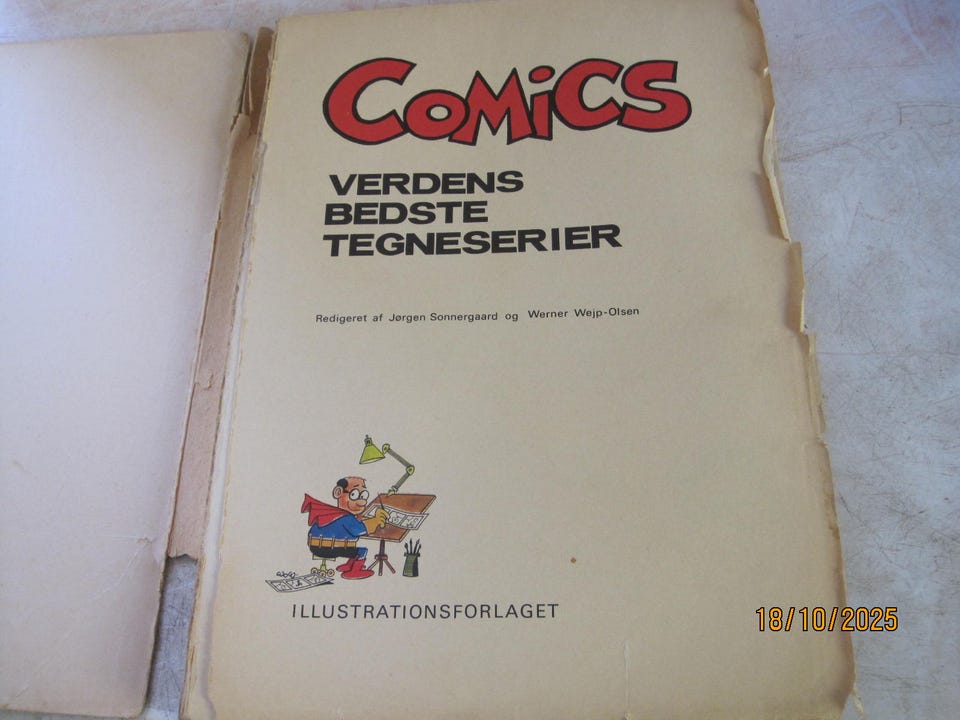 COMICS
VERDENS
BEDSTE
TEGNESERIER
Redigeret af Jørgen Sonnergaard og Werner Wejp-Olsen
ILLUSTRATIONSFORLAGET
18/10/2025